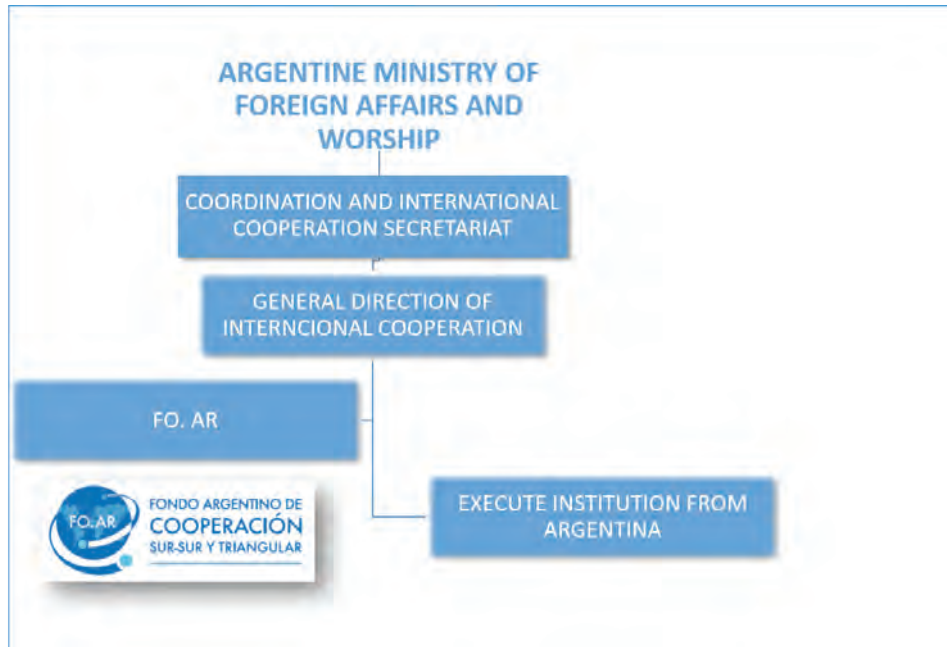 ARGENTINE MINISTRY OF
FOREIGN AFFAIRS AND
WORSHIP
COORDINATION AND INTERNATIONAL
COOPERATION SECRETARIAT
GENERAL DIRECTION OF
INTERNCIONAL COOPERATION
FO. AR
FO.AR
FONDO ARGENTINO DE
COOPERACIÓN
SUR-SUR Y TRIANGULAR
EXECUTE INSTITUTION FROM
ARGENTINA